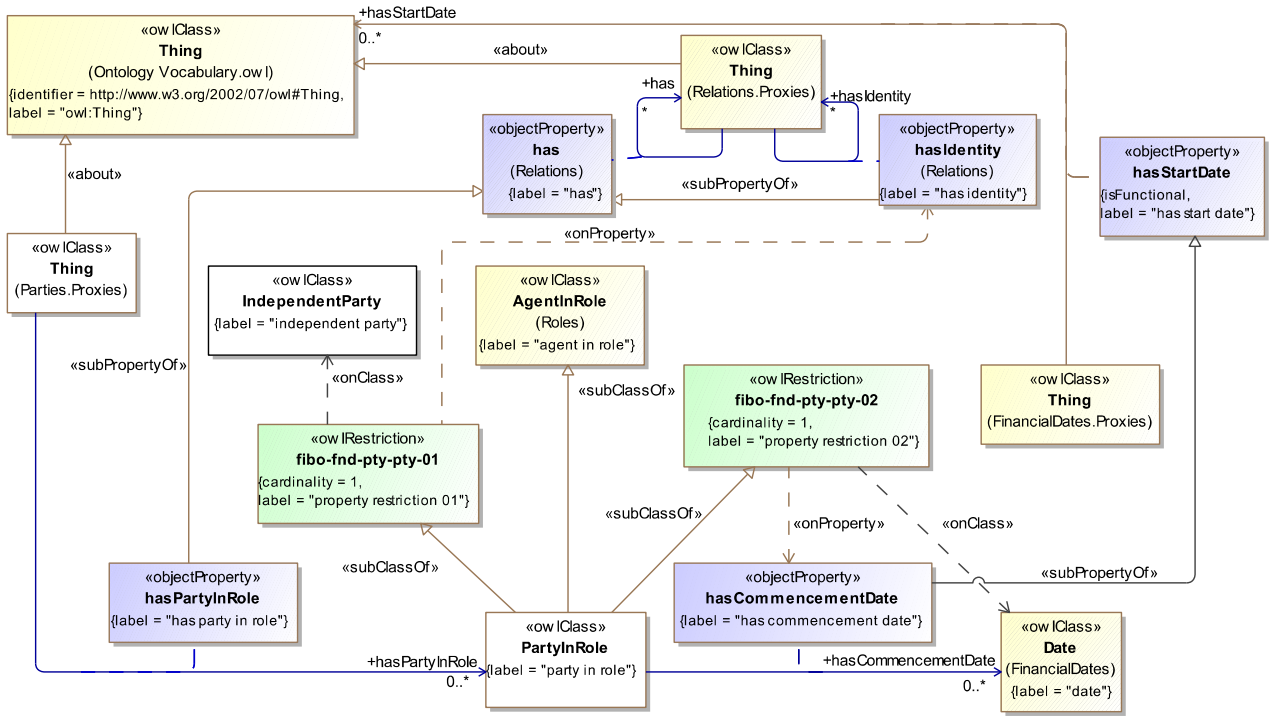 +hasStartDate
0..*
«owlClass»
Thing
(Ontology Vocabulary.owl)
{identifier = http://www.w3.org/2002/07/owl#Thing,
label = "owl:Thing"}
«about»
«owlClass»
Thing
(Relations.Proxies)
+has
*
+hasIdentity
*
«objectProperty»
has
(Relations)
{label = "has"}
«subPropertyOf»
«objectProperty»
hasIdentity
(Relations)
{label = "has identity"}
«objectProperty»
hasStartDate
{isFunctional,
label = "has start date"}
«about»
«onProperty»
«owlClass»
Thing
(Parties.Proxies)
«owlClass»
IndependentParty
{label = "independent party"}
«owlClass»
AgentInRole
(Roles)
{label = "agent in role"}
«subPropertyOf»
«onClass»
«subClassOf»
«owlRestriction»
fibo-fnd-pty-pty-02
{cardinality = 1,
label = "property restriction 02"}
«owlClass»
Thing
(FinancialDates.Proxies)
«owlRestriction»
fibo-fnd-pty-pty-01
{cardinality = 1,
label = "property restriction 01"}
«subClassOf»
«onProperty»
«onClass»
«subClassOf»
«objectProperty»
hasPartyInRole
{label = "has party in role"}
«objectProperty»
hasCommencementDate
{label = "has commencement date"}
«subPropertyOf»
+hasPartyInRole
0..*
«owlClass»
PartyInRole
{label = "party in role"}
+hasCommencementDate
0..*
«owlClass»
Date
(FinancialDates)
{label = "date"}